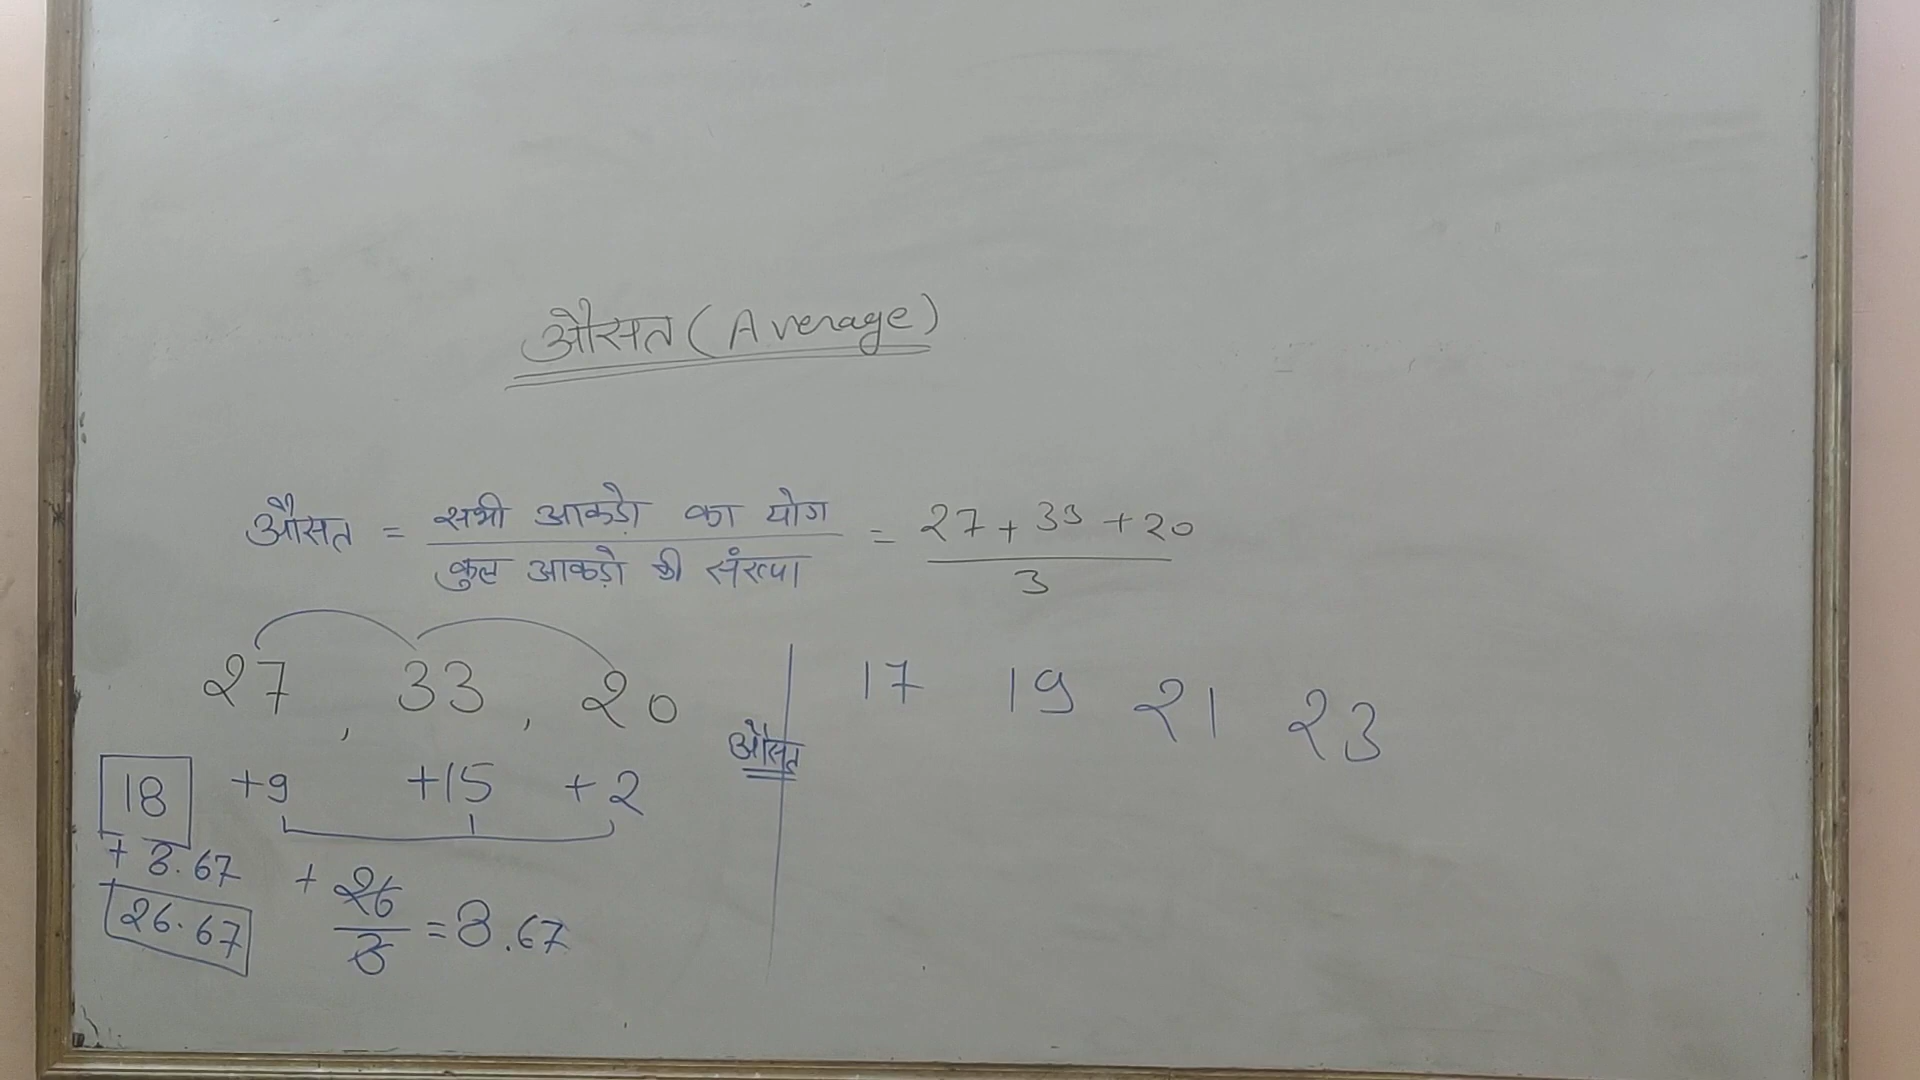 औसत (Average)
औसत = सभी आकड़ो का योग / कुल आकड़ो की संख्या = 27 + 33 + 20 / 3
27 , 33 , 20
17 19 21 23
औसत
18 +9 +15 +2
+ 8.67
26.67
+ 26/3 = 8.67